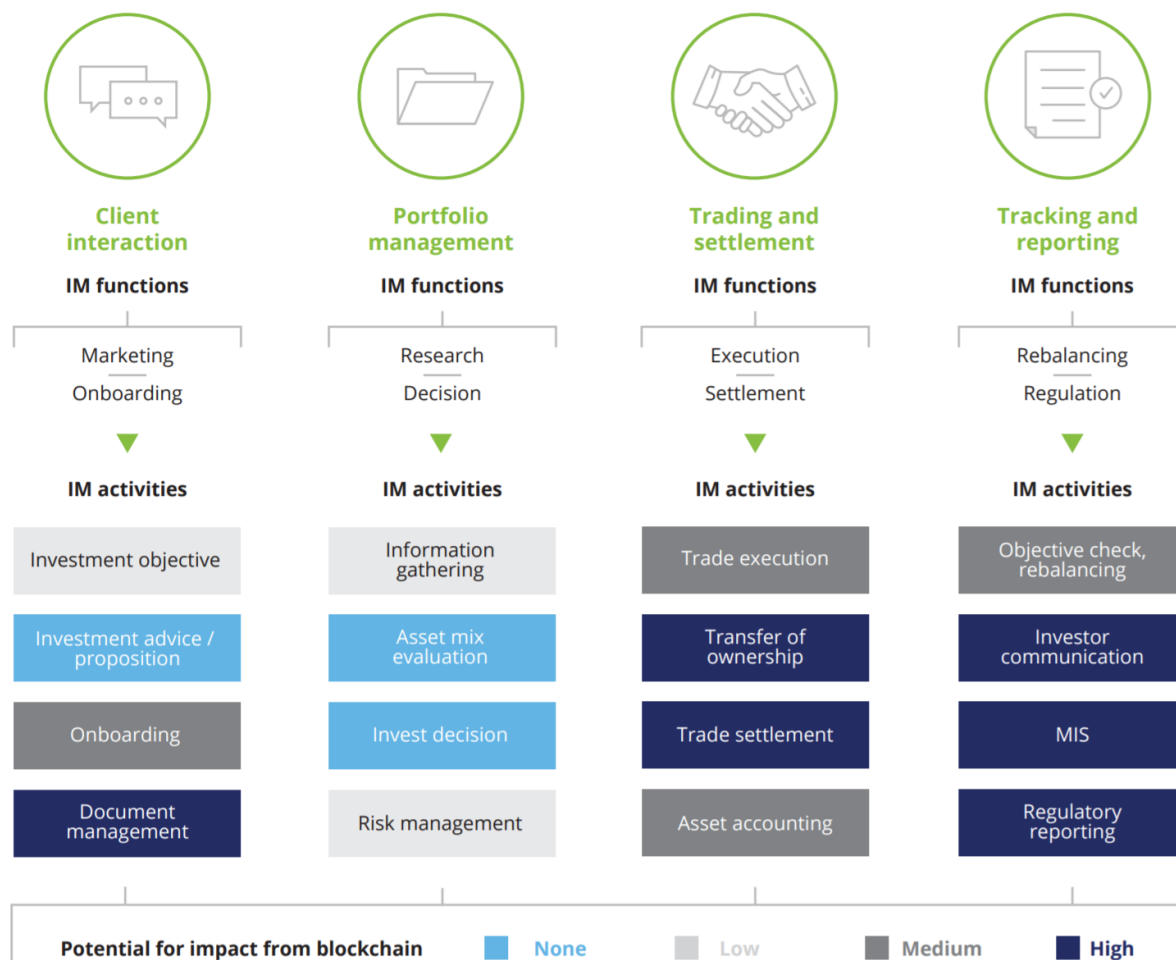 Client
interaction
IM functions
Marketing
Onboarding
IM activities
Investment objective
Investment advice /
proposition
Onboarding
Document
management
Portfolio
management
IM functions
Research
Decision
IM activities
Information
gathering
Asset mix
evaluation
Invest decision
Risk management
Trading and
settlement
IM functions
Execution
Settlement
IM activities
Trade execution
Transfer of
ownership
Trade settlement
Asset accounting
Tracking and
reporting
IM functions
Rebalancing
Regulation
IM activities
Objective check,
rebalancing
Investor
communication
MIS
Regulatory
reporting
Potential for impact from blockchain
None
Low
Medium
High